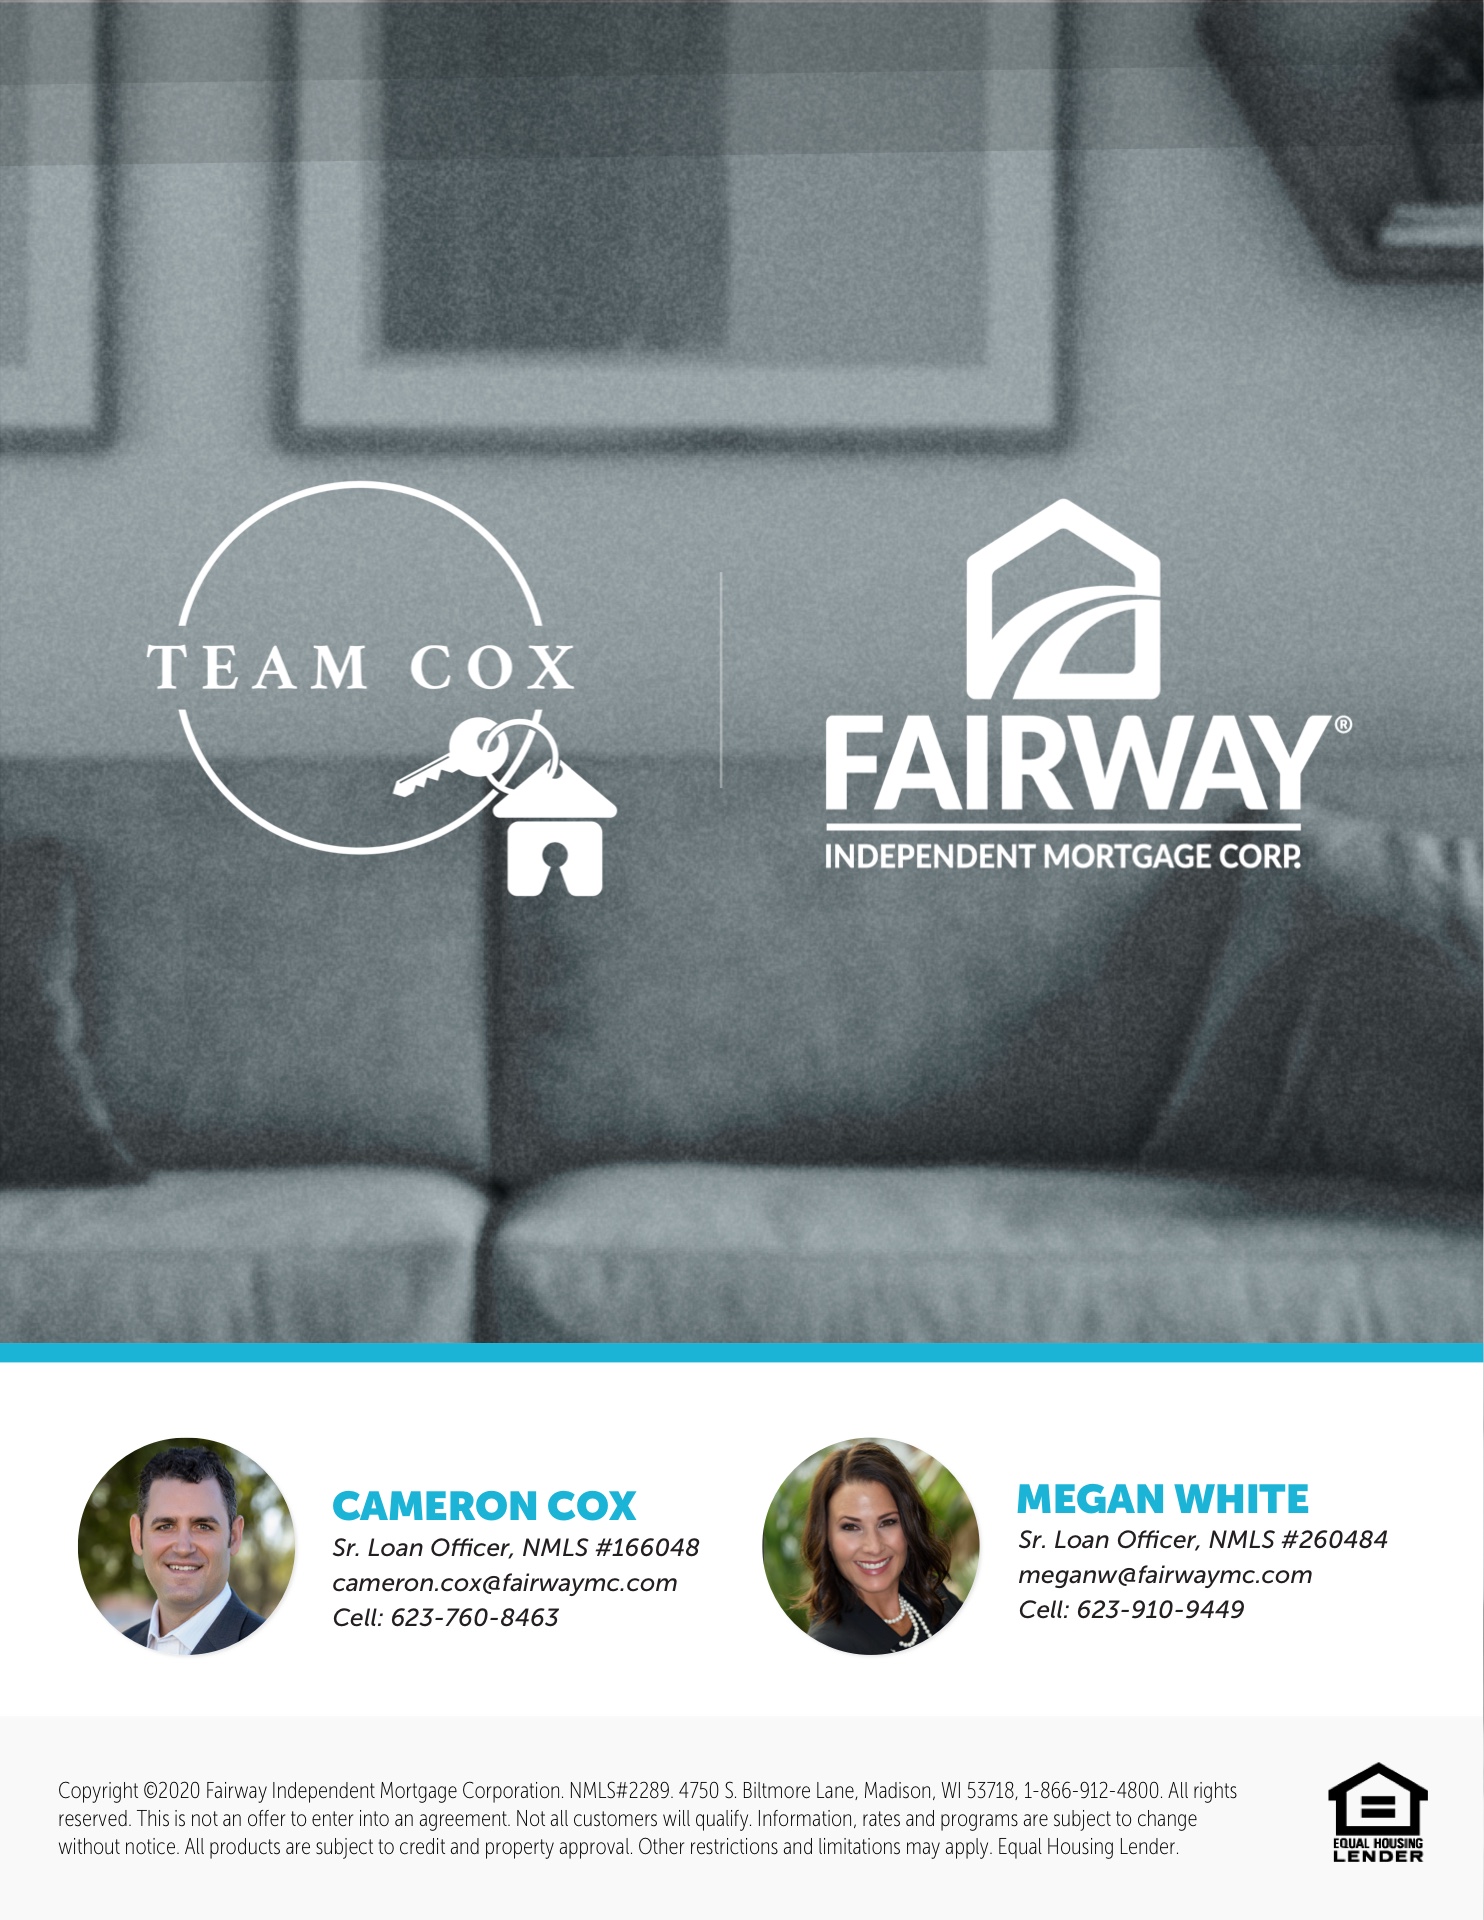 TEAM COX
FAIRWAY®
INDEPENDENT MORTGAGE CORP.
CAMERON COX
Sr. Loan Officer, NMLS #166048
cameron.cox@fairwaymc.com
Cell: 623-760-8463
MEGAN WHITE
Sr. Loan Officer, NMLS #260484
meganw@fairwaymc.com
Cell: 623-910-9449
Copyright ©2020 Fairway Independent Mortgage Corporation. NMLS#2289. 4750 S. Biltmore Lane, Madison, WI 53718, 1-866-912-4800. All rights
reserved. This is not an offer to enter into an agreement. Not all customers will qualify. Information, rates and programs are subject to change
without notice. All products are subject to credit and property approval. Other restrictions and limitations may apply. Equal Housing Lender.
EQUAL HOUSING
LENDER